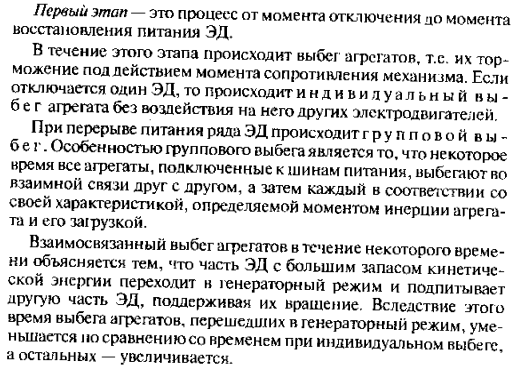 Первый этап — это процесс от момента отключения до момента
восстановления питания ЭД.
В течение этого этапа происходит выбег агрегатов, т.е. их тор-
можение под действием момента сопротивления механизма. Если
отключается один ЭД, то происходит индивидуальный вы-
бег агрегата без воздействия на него других электродвигателей.
При перерыве питания ряда ЭД происходит групповой вы-
бег. Особенностью группового выбега является то, что некоторое
время все агрегаты, подключенные к шинам питания, выбегают во
взаимной связи друг с другом, а затем каждый в соответствии со
своей характеристикой, определяемой моментом инерции агрега-
та и его загрузкой.
Взаимосвязанный выбег агрегатов в течение некоторого време-
ни объясняется тем, что часть ЭД с большим запасом кинетиче-
ской энергии переходит в генераторный режим и подпитывает
другую часть ЭД, поддерживая их вращение. Вследствие этого
время выбега агрегатов, перешедших в генераторный режим, уме-
ньшается по сравнению со временем при индивидуальном выбеге,
а остальных — увеличивается.